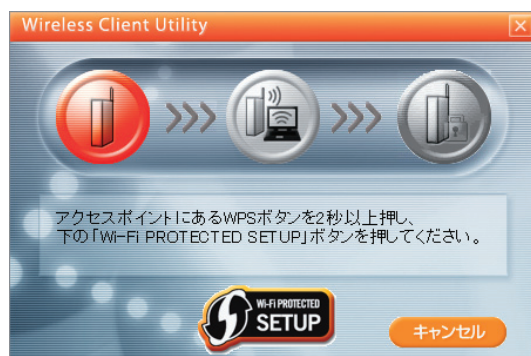 Wireless Client Utility
アクセスポイントにあるWPSボタンを2秒以上押し、
下の「Wi-Fi PROTECTED SETUP」ボタンを押してください。
Wi-Fi PROTECTED
SETUP
キャンセル